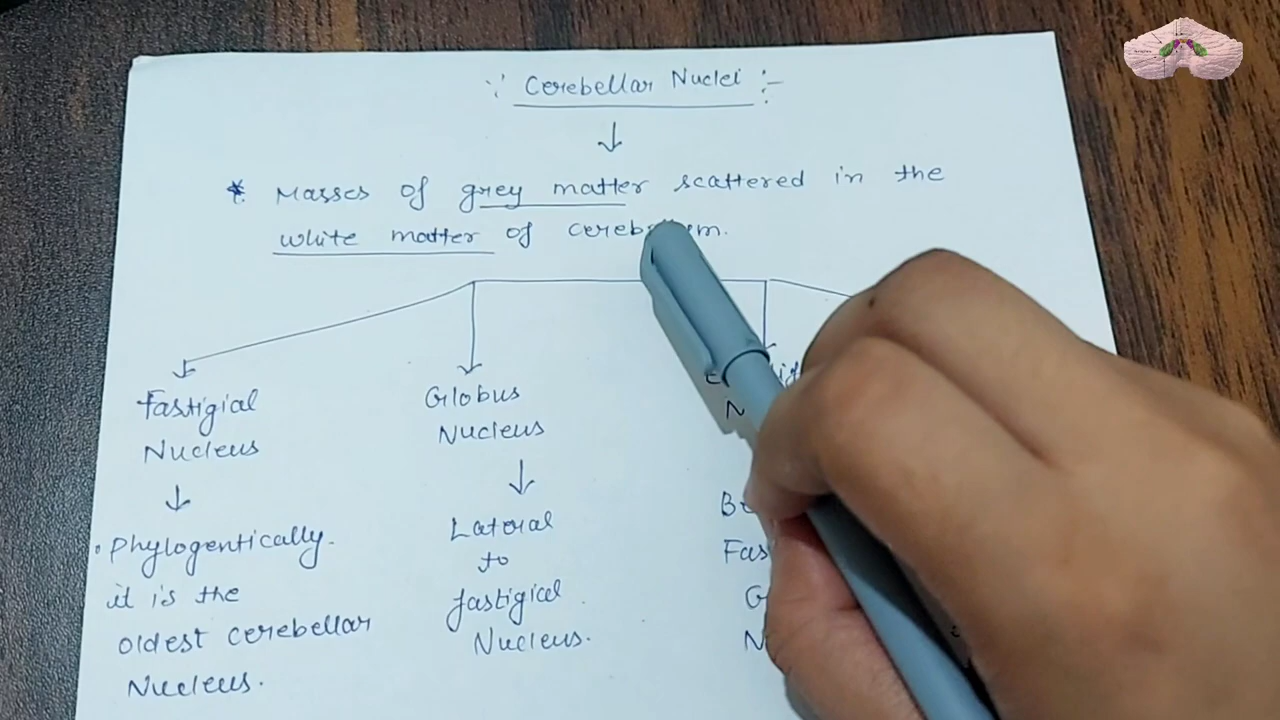 Cerebellar Nuclei
* Masses of grey matter scattered in the
white matter of
Fastigial
Nucleus
Globus
Nucleus
• Phylogentically
it is the
oldest cerebellar
Nucleus.
Lateral
to
fastigial
Nucleus.